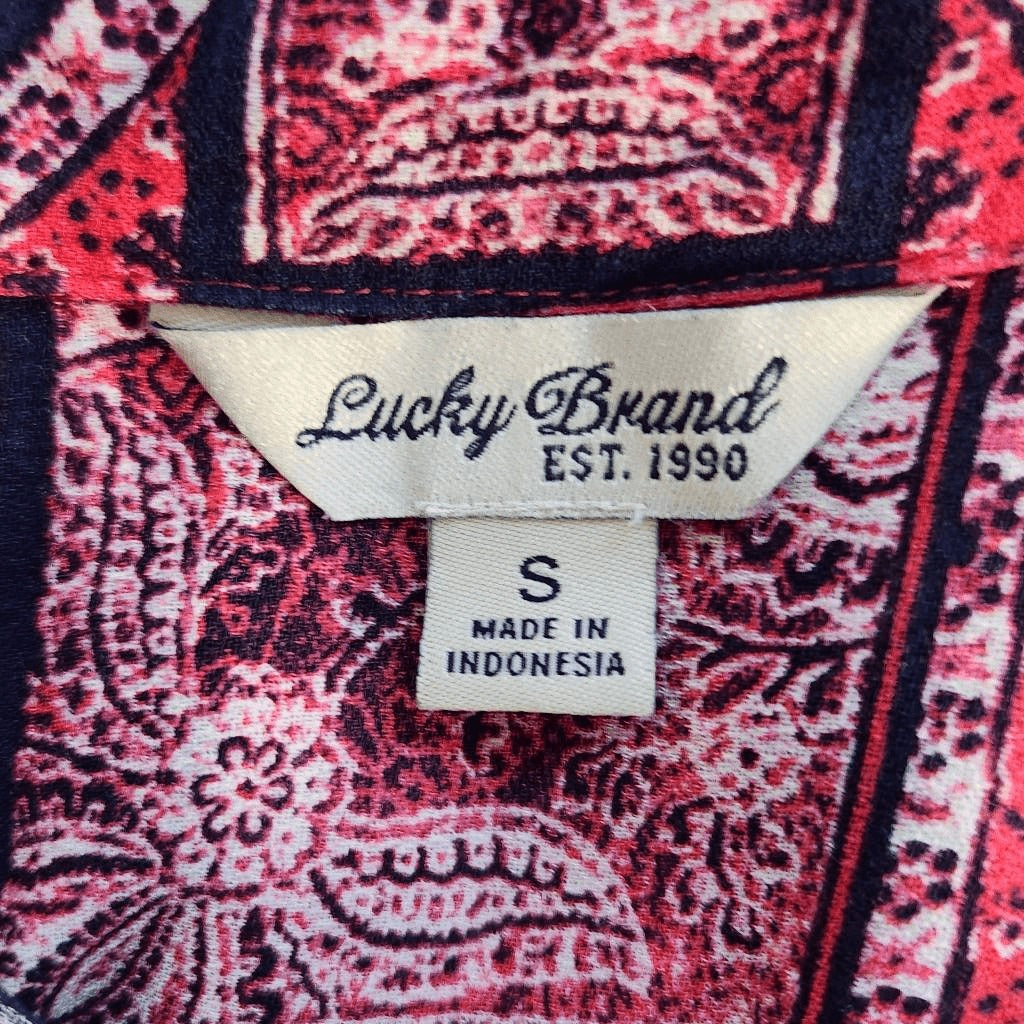 Lucky Brand
EST. 1990
S
MADE IN
INDONESIA